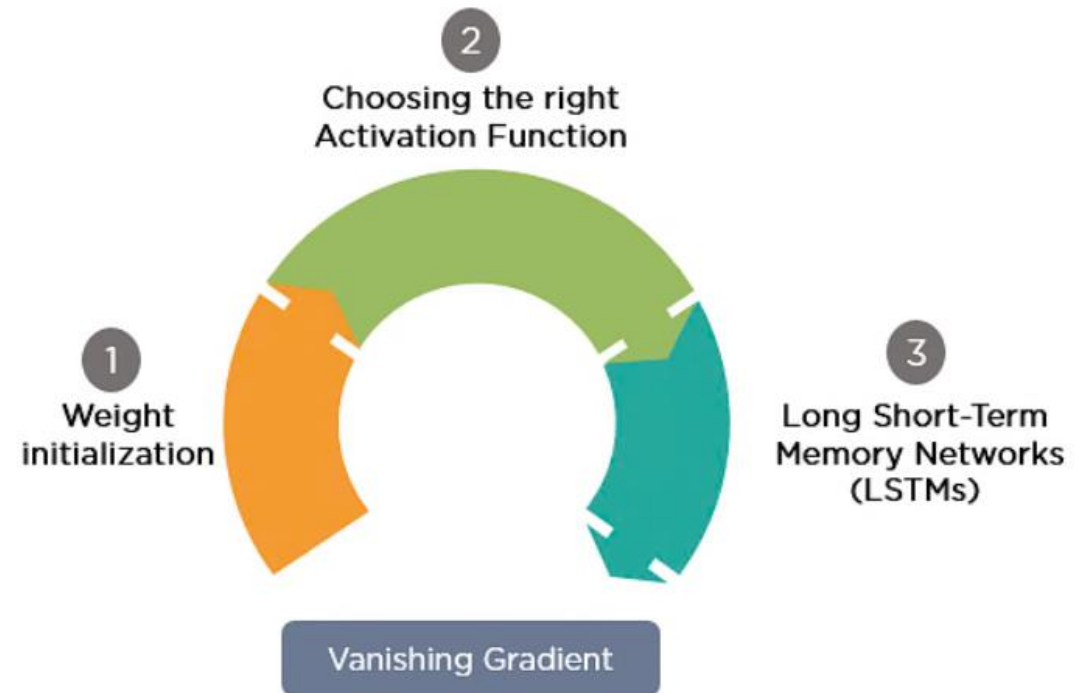 2
Choosing the right
Activation Function
1
Weight
initialization
3
Long Short-Term
Memory Networks
(LSTMs)
Vanishing Gradient